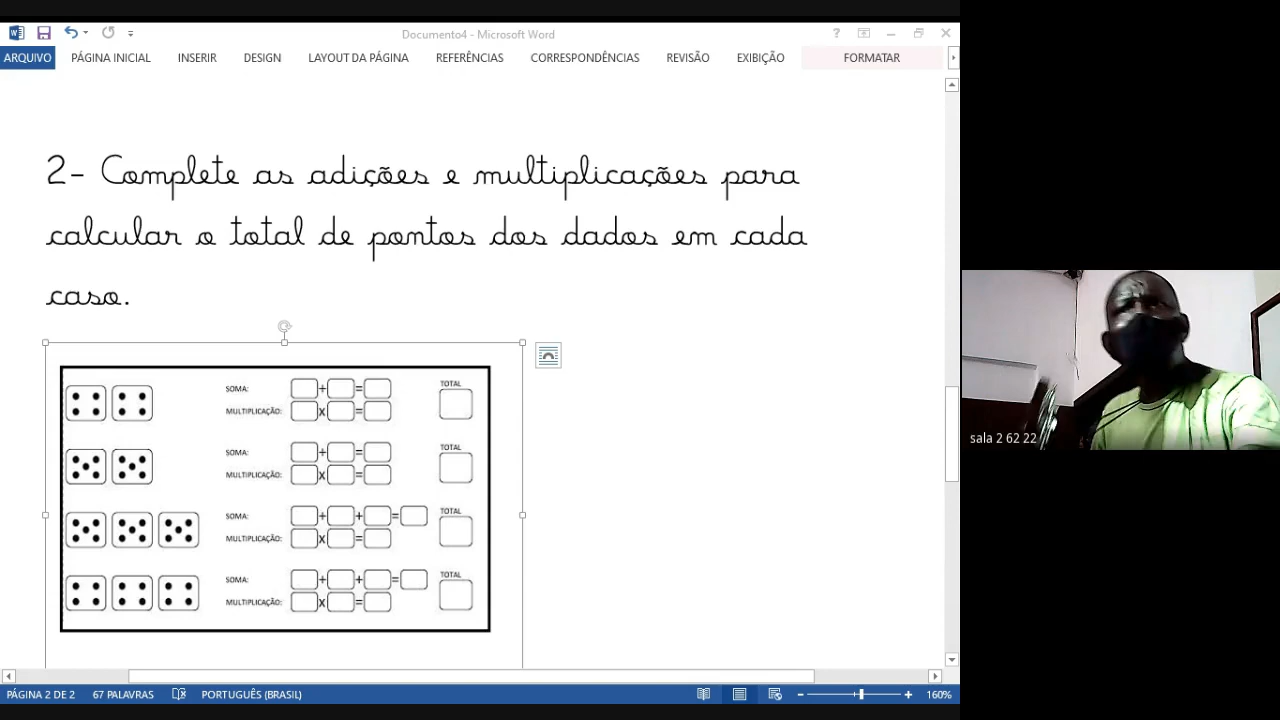 Documento4 - Microsoft Word
?
ARQUIVO PÁGINA INICIAL INSERIR DESIGN LAYOUT DA PÁGINA REFERÊNCIAS CORRESPONDÊNCIAS REVISÃO EXIBIÇÃO FORMATAR
2- Complete as adições e multiplicações para
calcular o total de pontos dos dados em cada
caso.
SOMA: + = TOTAL
MULTIPLICAÇÃO: x =
SOMA: + = TOTAL
MULTIPLICAÇÃO: x =
SOMA: + + = TOTAL
MULTIPLICAÇÃO: x =
SOMA: + + = TOTAL
MULTIPLICAÇÃO: x =
sala 2 62 22
PÁGINA 2 DE 2 67 PALAVRAS PORTUGUÊS (BRASIL) 160%